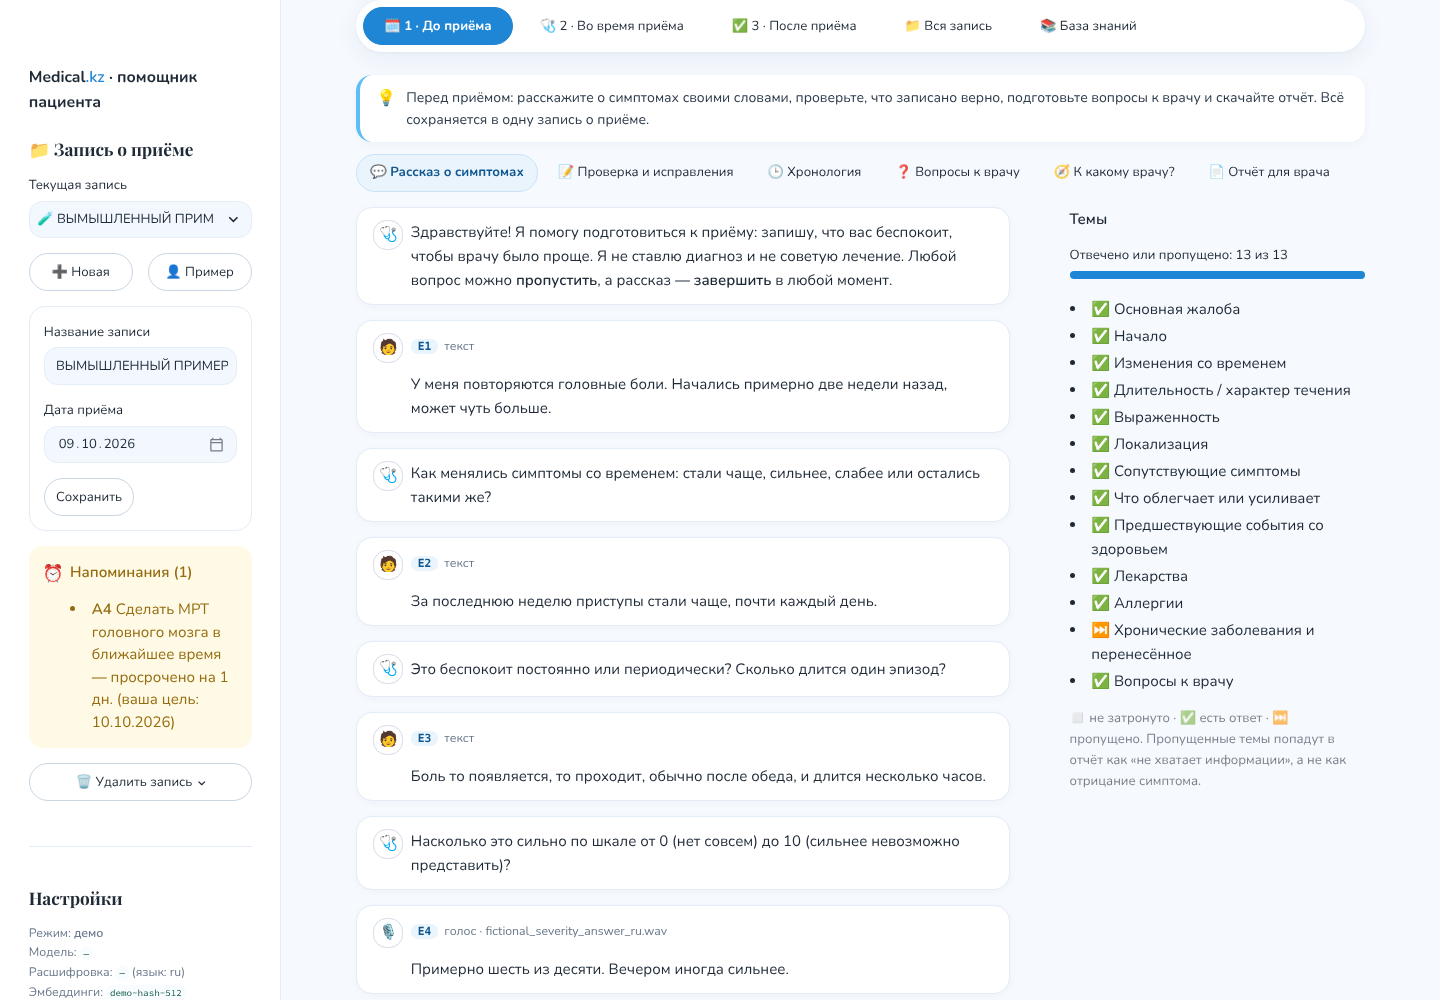 Medical.kz · помощник
пациента
📁 Запись о приёме
Текущая запись
🧪 ВЫМЫШЛЕННЫЙ ПРИМ
➕ Новая
👤 Пример
Название записи
ВЫМЫШЛЕННЫЙ ПРИМЕР
Дата приёма
09.10.2026
Сохранить
⏰ Напоминания (1)
A4 Сделать МРТ
головного мозга в
ближайшее время
— просрочено на 1
дн. (ваша цель:
10.10.2026)
🗑️ Удалить запись
Настройки
Режим: демо
Модель: –
Расшифровка: – (язык: ru)
Эмбеддинги: demo-hash-512
🗓️ 1 · До приёма
🩺 2 · Во время приёма
✅ 3 · После приёма
📁 Вся запись
📚 База знаний
💡 Перед приёмом: расскажите о симптомах своими словами, проверьте, что записано верно, подготовьте вопросы к врачу и скачайте отчёт. Всё
сохраняется в одну запись о приёме.
💬 Рассказ о симптомах
📝 Проверка и исправления
🕒 Хронология
❓ Вопросы к врачу
🧭 К какому врачу?
📄 Отчёт для врача
Здравствуйте! Я помогу подготовиться к приёму: запишу, что вас беспокоит,
чтобы врачу было проще. Я не ставлю диагноз и не советую лечение. Любой
вопрос можно пропустить, а рассказ — завершить в любой момент.
E1 текст
У меня повторяются головные боли. Начались примерно две недели назад,
может чуть больше.
Как менялись симптомы со временем: стали чаще, сильнее, слабее или остались
такими же?
E2 текст
За последнюю неделю приступы стали чаще, почти каждый день.
Это беспокоит постоянно или периодически? Сколько длится один эпизод?
E3 текст
Боль то появляется, то проходит, обычно после обеда, и длится несколько часов.
Насколько это сильно по шкале от 0 (нет совсем) до 10 (сильнее невозможно
представить)?
E4 голос · fictional_severity_answer_ru.wav
Примерно шесть из десяти. Вечером иногда сильнее.
Темы
Отвечено или пропущено: 13 из 13
✅ Основная жалоба
✅ Начало
✅ Изменения со временем
✅ Длительность / характер течения
✅ Выраженность
✅ Локализация
✅ Сопутствующие симптомы
✅ Что облегчает или усиливает
✅ Предшествующие события со
здоровьем
✅ Лекарства
✅ Аллергии
⏭️ Хронические заболевания и
перенесённое
✅ Вопросы к врачу
◻️ не затронуто · ✅ есть ответ · ⏭️
пропущено. Пропущенные темы попадут в
отчёт как «не хватает информации», а не как
отрицание симптома.